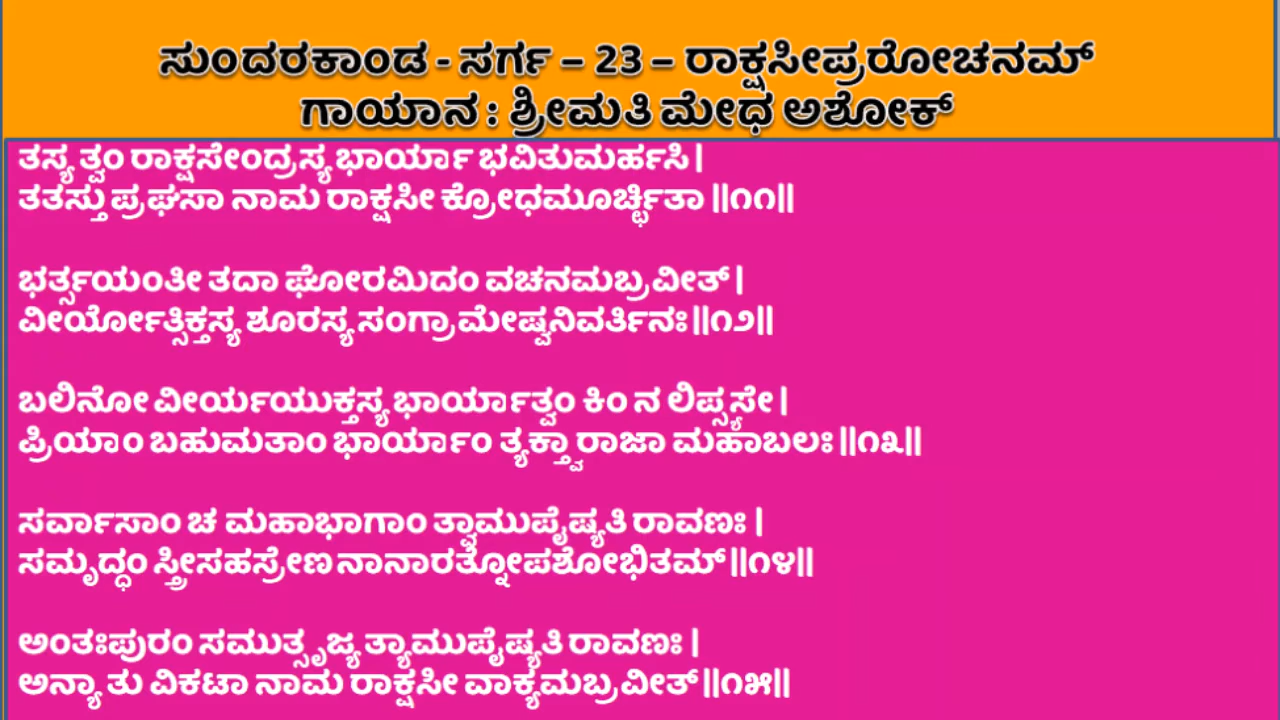 ಸುಂದರಕಾಂಡ - ಸರ್ಗ – 23 – ರಾಕ್ಷಸೀಪ್ರರೋಚನಮ್
ಗಾಯಾನ : ಶ್ರೀಮತಿ ಮೇಧ ಅಶೋಕ್
ತಸ್ಯ ತ್ವಂ ರಾಕ್ಷಸೇಂದ್ರಸ್ಯ ಭಾರ್ಯಾ ಭವಿತುಮರ್ಹಸಿ |
ತತಸ್ತು ಪ್ರಘಸಾ ನಾಮ ರಾಕ್ಷಸೀ ಕ್ರೋಧಮೂರ್ಚ್ಛಿತಾ ||೧೧||
ಭರ್ತ್ಸಯಂತೀ ತದಾ ಘೋರಮಿದಂ ವಚನಮಬ್ರವೀತ್ |
ವೀರ್ಯೋತ್ಸಿಕ್ತಸ್ಯ ಶೂರಸ್ಯ ಸಂಗ್ರಾಮೇಷ್ವನಿವರ್ತಿನಃ ||೧೨||
ಬಲಿನೋ ವೀರ್ಯಯುಕ್ತಸ್ಯ ಭಾರ್ಯಾತ್ವಂ ಕಿಂ ನ ಲಿಪ್ಸ್ಯಸೇ |
ಪ್ರಿಯಾಂ ಬಹುಮತಾಂ ಭಾರ್ಯಾಂ ತ್ಯಕ್ತ್ವಾ ರಾಜಾ ಮಹಾಬಲಃ ||೧೩||
ಸರ್ವಾಸಾಂ ಚ ಮಹಾಭಾಗಾಂ ತ್ವಾಮುಪೈಷ್ಯತಿ ರಾವಣಃ |
ಸಮೃದ್ಧಂ ಸ್ತ್ರೀಸಹಸ್ರೇಣ ನಾನಾರತ್ನೋಪಶೋಭಿತಮ್ ||೧೪||
ಅಂತಃಪುರಂ ಸಮುತ್ಸೃಜ್ಯ ತ್ಯಾಮುಪೈಷ್ಯತಿ ರಾವಣಃ |
ಅನ್ಯಾ ತು ವಿಕಟಾ ನಾಮ ರಾಕ್ಷಸೀ ವಾಕ್ಯಮಬ್ರವೀತ್ ||೧೫||